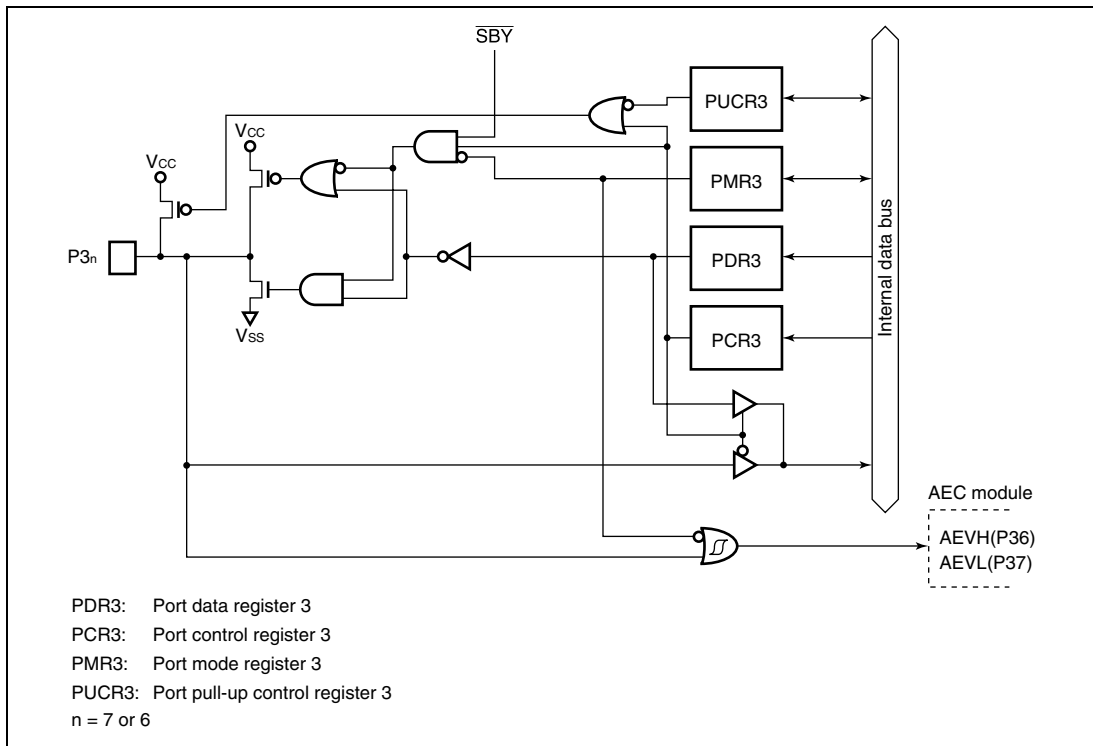 SBY
PUCR3
VCC
VCC
PMR3
P3n
PDR3
VSS
PCR3
Internal data bus
AEC module
AEVH(P36)
AEVL(P37)
PDR3: Port data register 3
PCR3: Port control register 3
PMR3: Port mode register 3
PUCR3: Port pull-up control register 3
n = 7 or 6